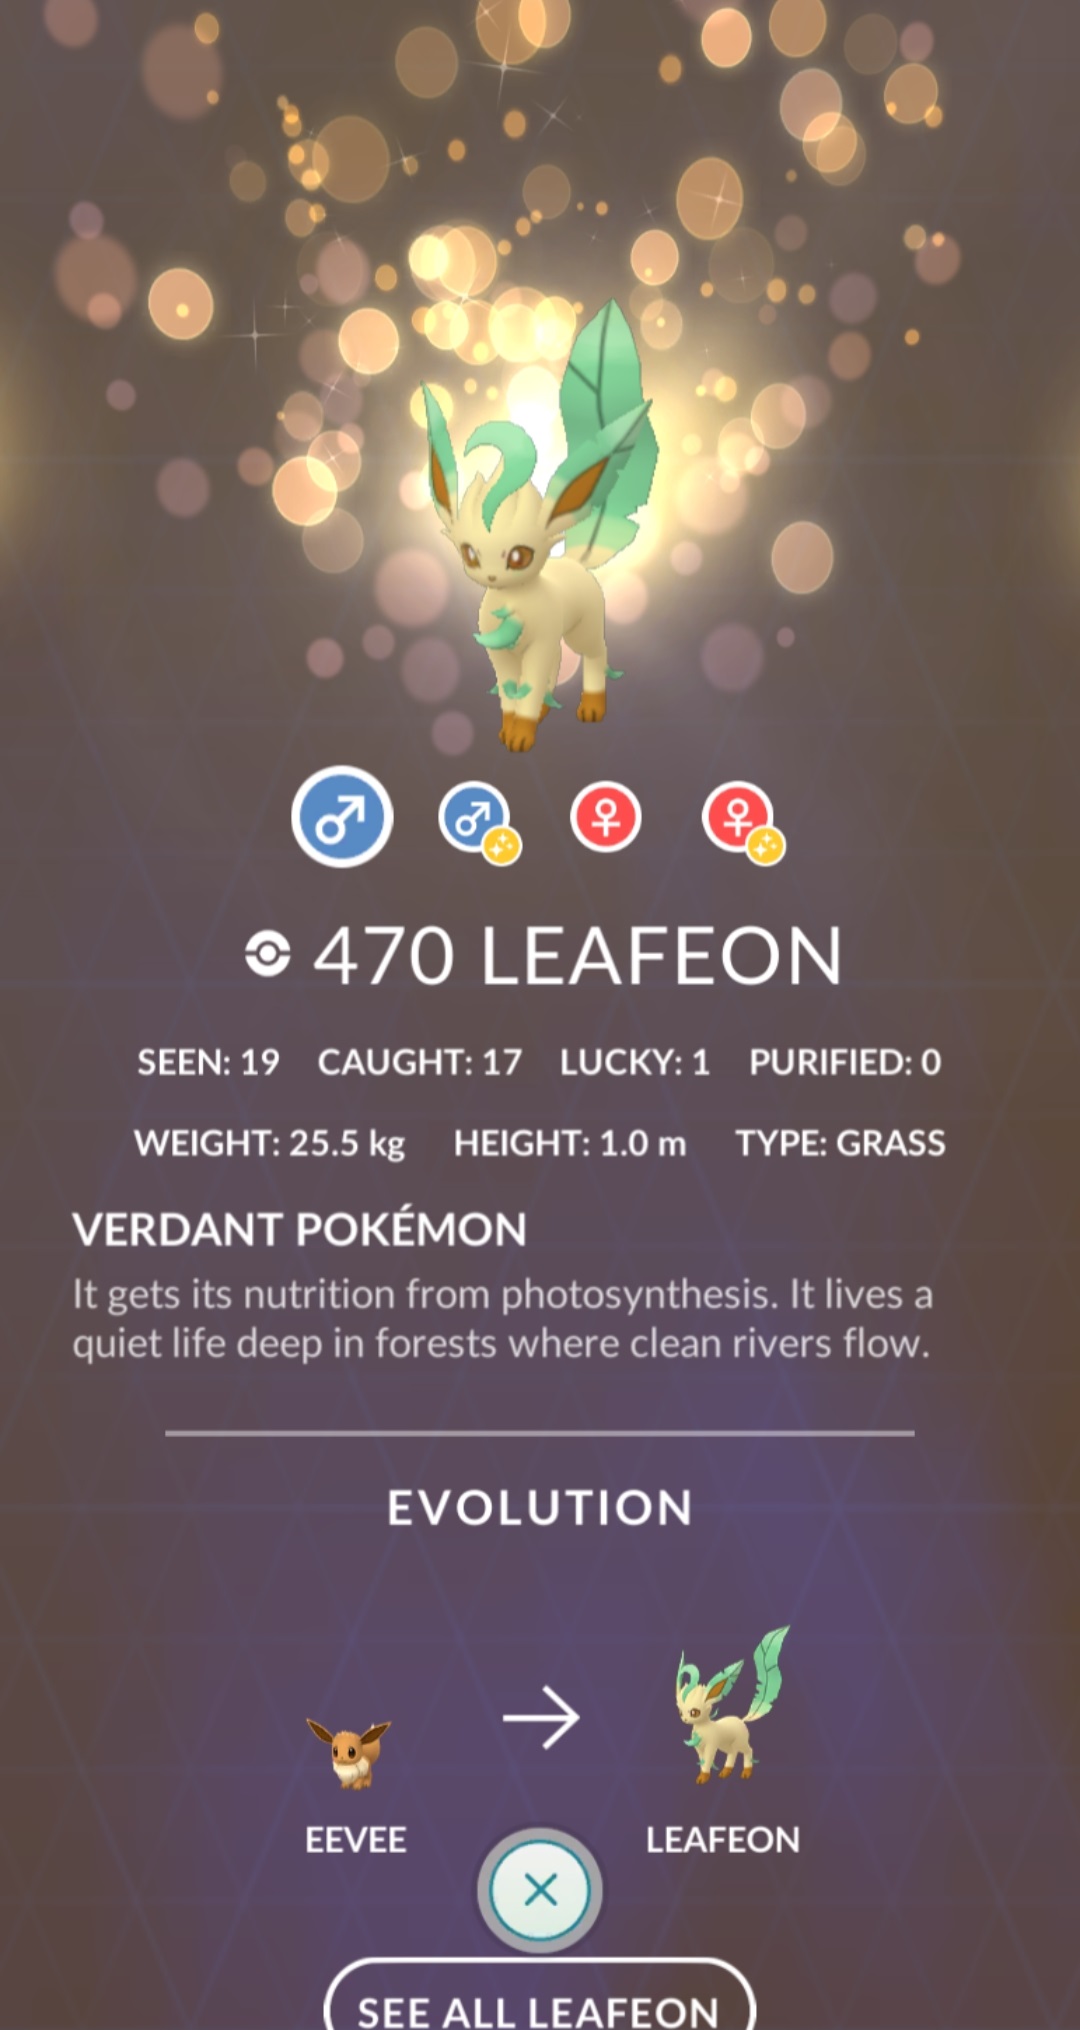 470 LEAFEON
SEEN: 19 CAUGHT: 17 LUCKY: 1 PURIFIED: 0
WEIGHT: 25.5 kg HEIGHT: 1.0 m TYPE: GRASS
VERDANT POKÉMON
It gets its nutrition from photosynthesis. It lives a
quiet life deep in forests where clean rivers flow.
EVOLUTION
EEVEE LEAFEON
SEE ALL LEAFEON